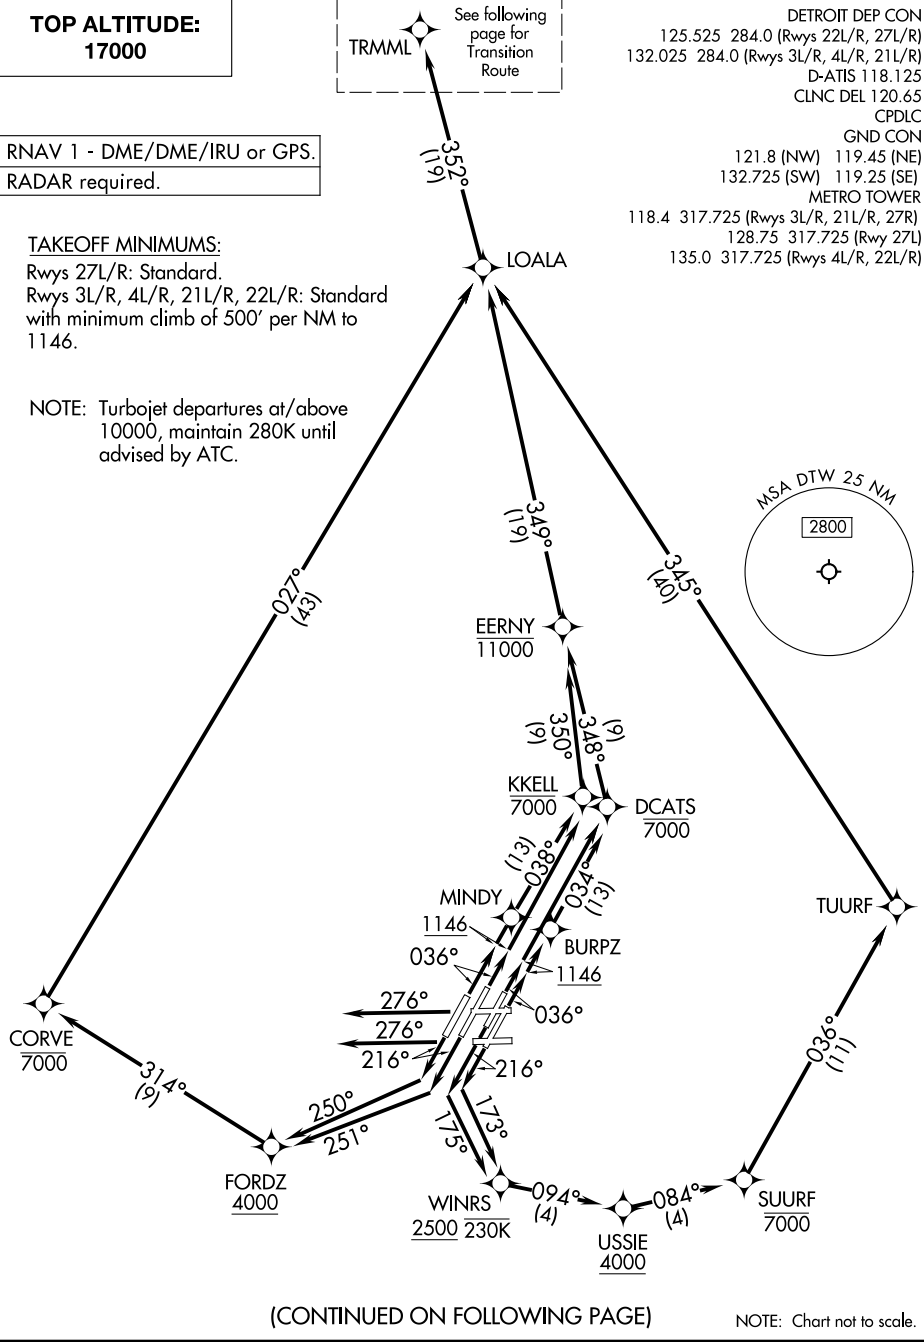 TOP ALTITUDE:
17000
TRMML
See following
page for
Transition
Route
DETROIT DEP CON
125.525 284.0 (Rwys 22L/R, 27L/R)
132.025 284.0 (Rwys 3L/R, 4L/R, 21L/R)
D-ATIS 118.125
CLNC DEL 120.65
CPDLC
GND CON
121.8 (NW) 119.45 (NE)
132.725 (SW) 119.25 (SE)
METRO TOWER
118.4 317.725 (Rwys 3L/R, 21L/R, 27R)
128.75 317.725 (Rwy 27L)
135.0 317.725 (Rwys 4L/R, 22L/R)
RNAV 1 - DME/DME/IRU or GPS.
RADAR required.
352°
(19)
TAKEOFF MINIMUMS:
Rwys 27L/R: Standard.
Rwys 3L/R, 4L/R, 21L/R, 22L/R: Standard
with minimum climb of 500' per NM to
1146.
LOALA
NOTE: Turbojet departures at/above
10000, maintain 280K until
advised by ATC.
MSA DTW 25 NM
2800
349°
(19)
345°
(40)
027°
(43)
EERNY
11000
350°
(9)
348°
(9)
KKELL
7000
DCATS
7000
(13)
038°
034°
(13)
MINDY
1146
BURPZ
1146
TUURF
036°
036°
276°
276°
216°
216°
CORVE
7000
314°
(9)
250°
251°
175°
173°
036°
(11)
FORDZ
4000
WINRS
2500 230K
094°
(4)
084°
(4)
USSIE
4000
SUURF
7000
(CONTINUED ON FOLLOWING PAGE)
NOTE: Chart not to scale.